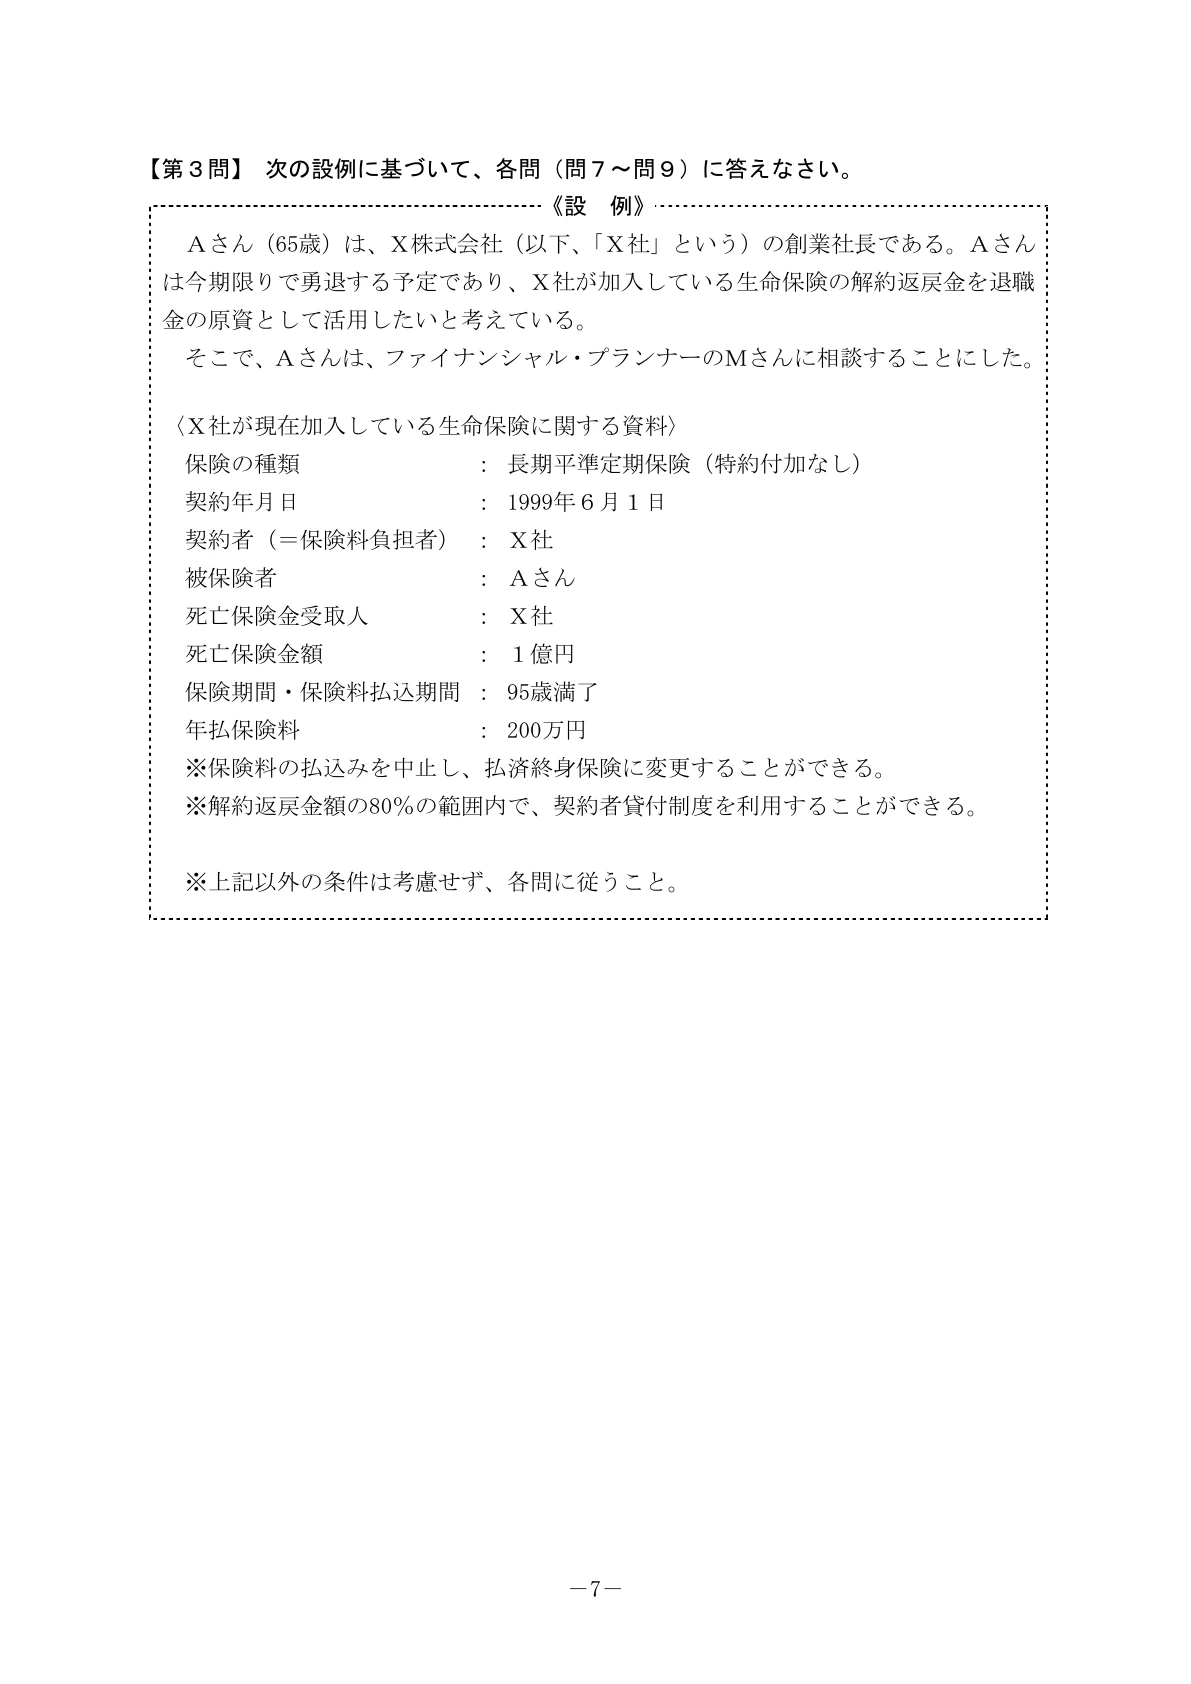 【第３問】 次の設例に基づいて、各問（問７～問９）に答えなさい。
《設　例》
Ａさん（65歳）は、Ｘ株式会社（以下、「Ｘ社」という）の創業社長である。Ａさん
は今期限りで勇退する予定であり、Ｘ社が加入している生命保険の解約返戻金を退職
金の原資として活用したいと考えている。
そこで、Ａさんは、ファイナンシャル・プランナーのＭさんに相談することにした。
〈Ｘ社が現在加入している生命保険に関する資料〉
保険の種類 ： 長期平準定期保険（特約付加なし）
契約年月日 ： 1999年６月１日
契約者（＝保険料負担者） ： Ｘ社
被保険者 ： Ａさん
死亡保険金受取人 ： Ｘ社
死亡保険金額 ： １億円
保険期間・保険料払込期間 ： 95歳満了
年払保険料 ： 200万円
※保険料の払込みを中止し、払済終身保険に変更することができる。
※解約返戻金額の80％の範囲内で、契約者貸付制度を利用することができる。
※上記以外の条件は考慮せず、各問に従うこと。
－7－